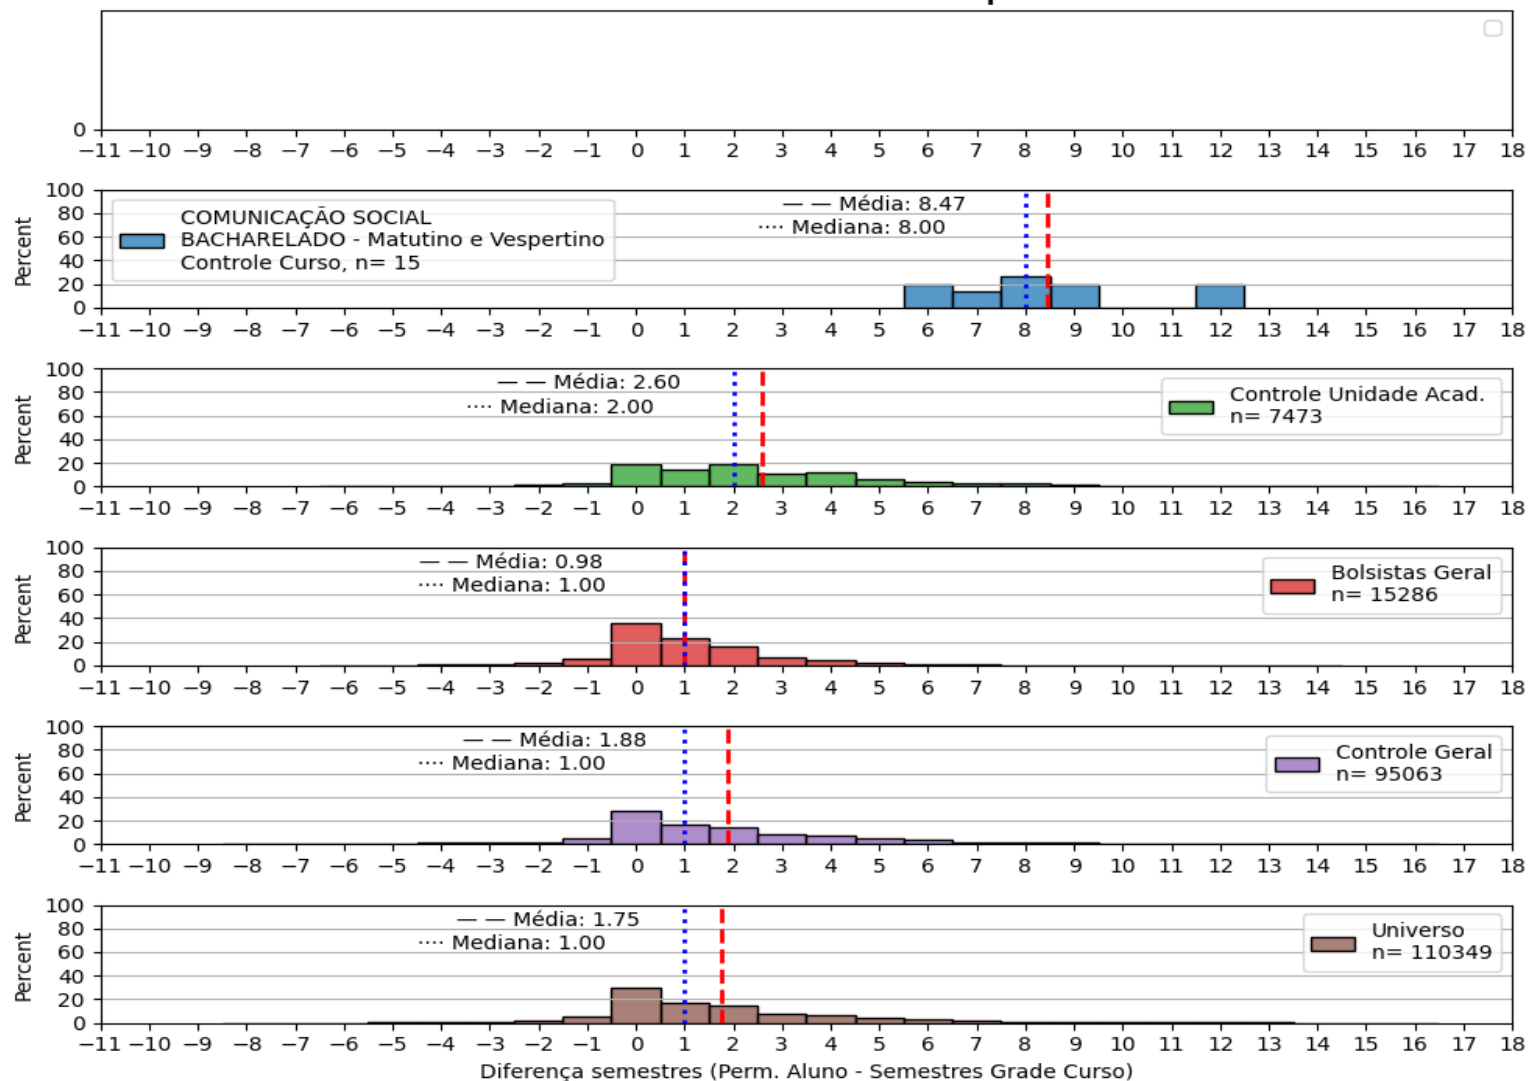 0
−11 −10 −9 −8 −7 −6 −5 −4 −3 −2 −1 0 1 2 3 4 5 6 7 8 9 10 11 12 13 14 15 16 17 18
100
80
60
40
20
0
Percent
COMUNICAÇÃO SOCIAL
BACHARELADO - Matutino e Vespertino
Controle Curso, n= 15
— — Média: 8.47
···· Mediana: 8.00
−11 −10 −9 −8 −7 −6 −5 −4 −3 −2 −1 0 1 2 3 4 5 6 7 8 9 10 11 12 13 14 15 16 17 18
100
80
60
40
20
0
Percent
— — Média: 2.60
···· Mediana: 2.00
Controle Unidade Acad.
n= 7473
−11 −10 −9 −8 −7 −6 −5 −4 −3 −2 −1 0 1 2 3 4 5 6 7 8 9 10 11 12 13 14 15 16 17 18
100
80
60
40
20
0
Percent
— — Média: 0.98
···· Mediana: 1.00
Bolsistas Geral
n= 15286
−11 −10 −9 −8 −7 −6 −5 −4 −3 −2 −1 0 1 2 3 4 5 6 7 8 9 10 11 12 13 14 15 16 17 18
100
80
60
40
20
0
Percent
— — Média: 1.88
···· Mediana: 1.00
Controle Geral
n= 95063
−11 −10 −9 −8 −7 −6 −5 −4 −3 −2 −1 0 1 2 3 4 5 6 7 8 9 10 11 12 13 14 15 16 17 18
100
80
60
40
20
0
Percent
— — Média: 1.75
···· Mediana: 1.00
Universo
n= 110349
−11 −10 −9 −8 −7 −6 −5 −4 −3 −2 −1 0 1 2 3 4 5 6 7 8 9 10 11 12 13 14 15 16 17 18
Diferença semestres (Perm. Aluno - Semestres Grade Curso)